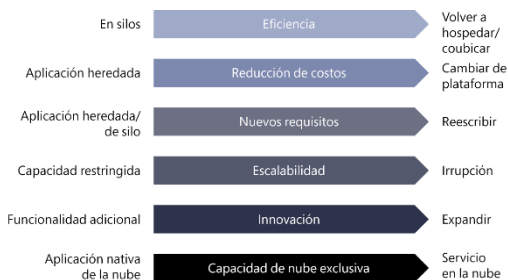 En silos
Eficiencia
Volver a
hospedar/
coubicar
Aplicación heredada
Reducción de costos
Cambiar de
plataforma
Aplicación heredada/
de silo
Nuevos requisitos
Reescribir
Capacidad restringida
Escalabilidad
Irrupción
Funcionalidad adicional
Innovación
Expandir
Aplicación nativa
de la nube
Capacidad de nube exclusiva
Servicio
en la nube